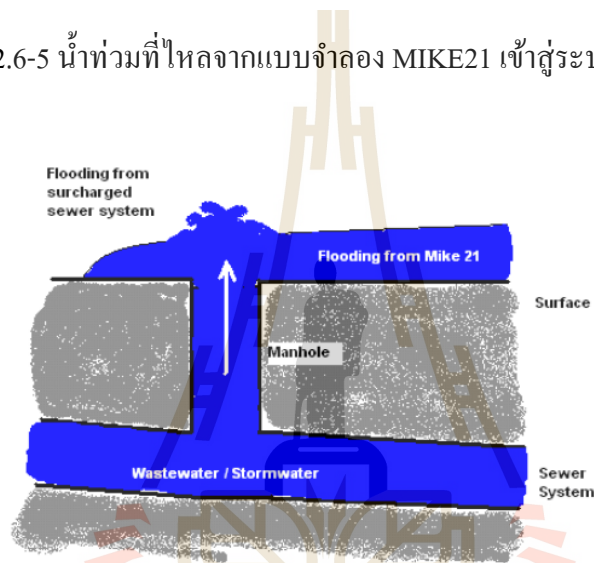 2.6-5 น้ำท่วมที่ไหลจากแบบจำลอง MIKE21 เข้าสู่ระบ
Flooding from
surcharged
sewer system
Flooding from Mike 21
Surface
Manhole
Wastewater / Stormwater
Sewer
System